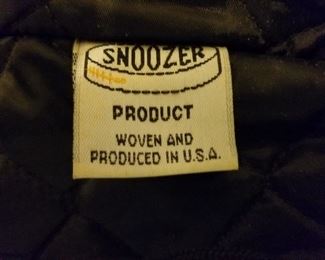 SNOOZER
PRODUCT
WOVEN AND
PRODUCED IN U.S.A.